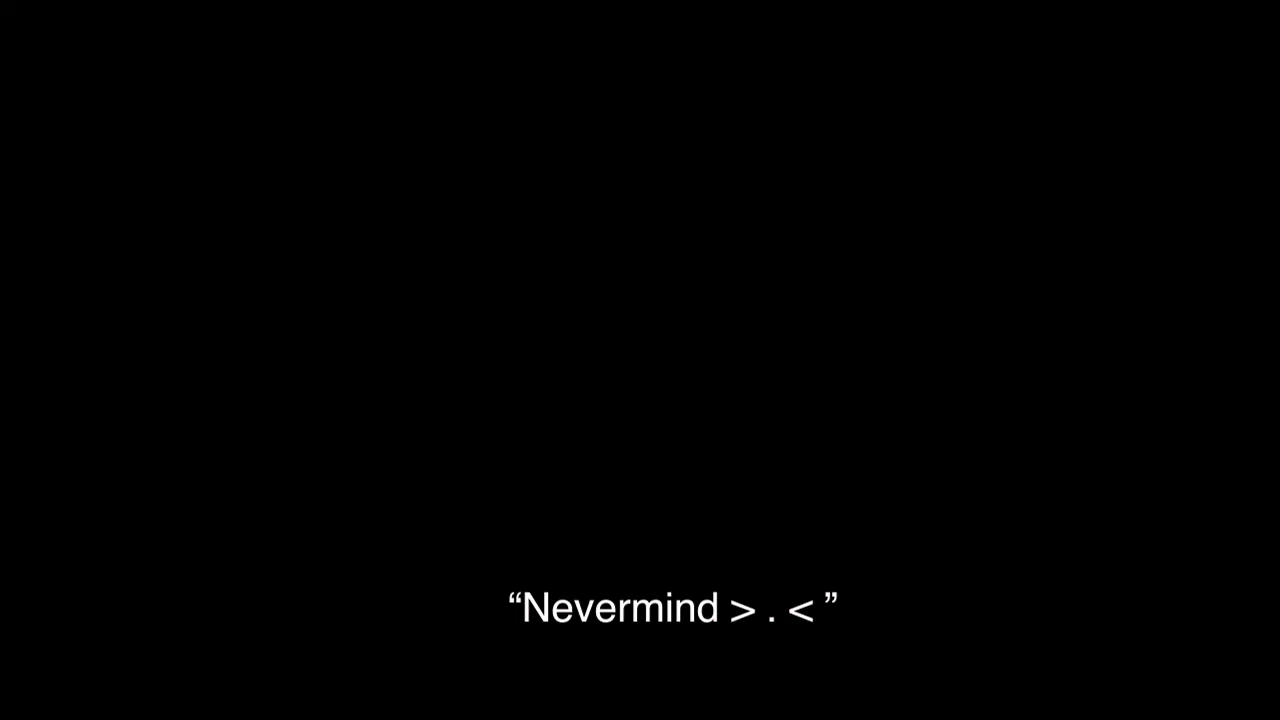 “Nevermind > . < ”